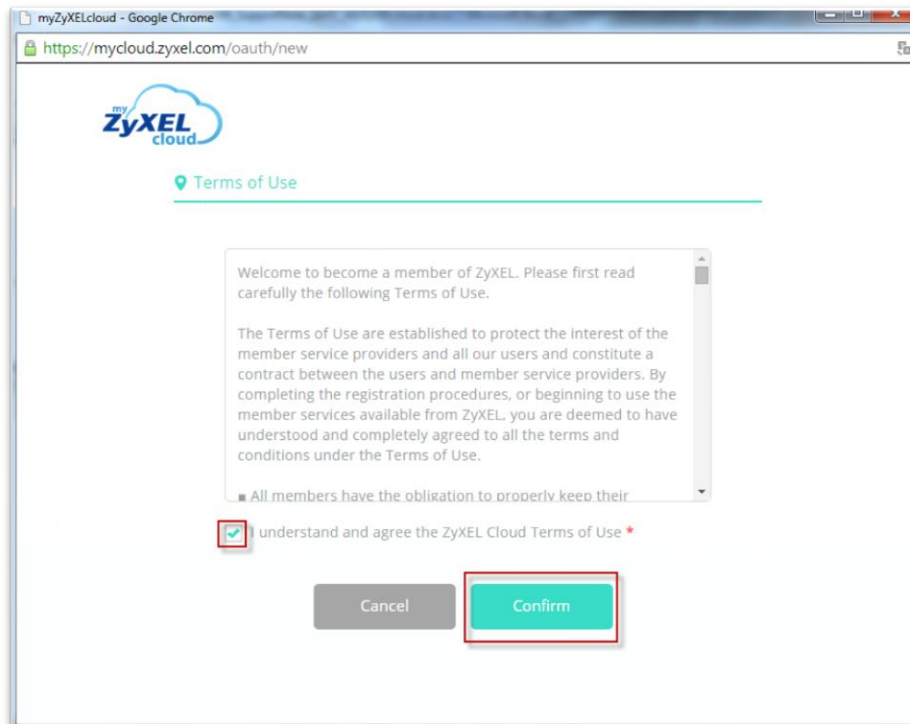 myZyXELcloud - Google Chrome
https://mycloud.zyxel.com/oauth/new
my
ZyXEL
cloud
Terms of Use
Welcome to become a member of ZyXEL. Please first read
carefully the following Terms of Use.
The Terms of Use are established to protect the interest of the
member service providers and all our users and constitute a
contract between the users and member service providers. By
completing the registration procedures, or beginning to use the
member services available from ZyXEL, you are deemed to have
understood and completely agreed to all the terms and
conditions under the Terms of Use.
■ All members have the obligation to properly keep their
I understand and agree the ZyXEL Cloud Terms of Use *
Cancel
Confirm